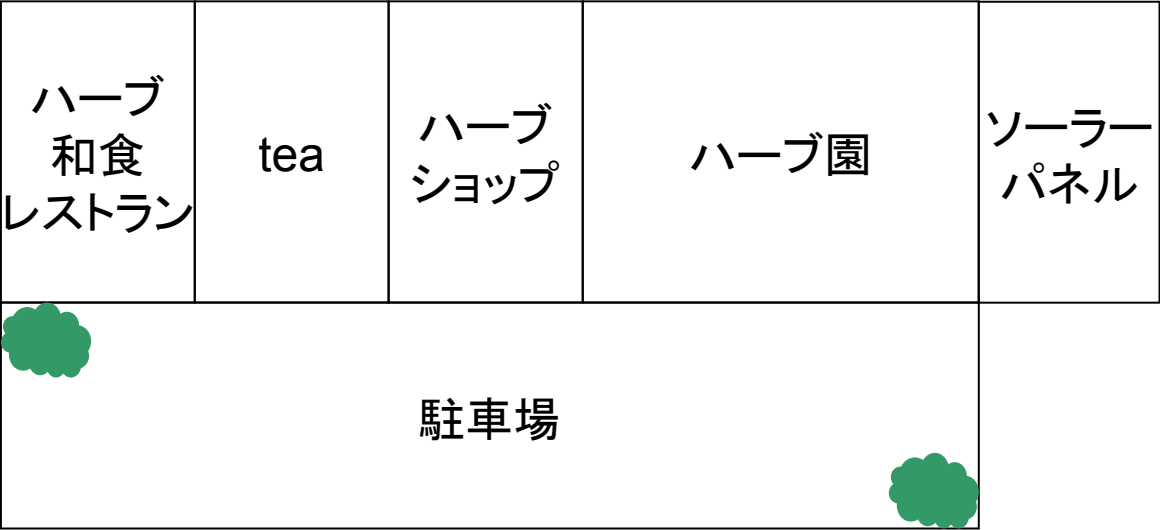 ハーブ
和食
レストラン
tea
ハーブ
ショップ
ハーブ園
ソーラー
パネル
駐車場